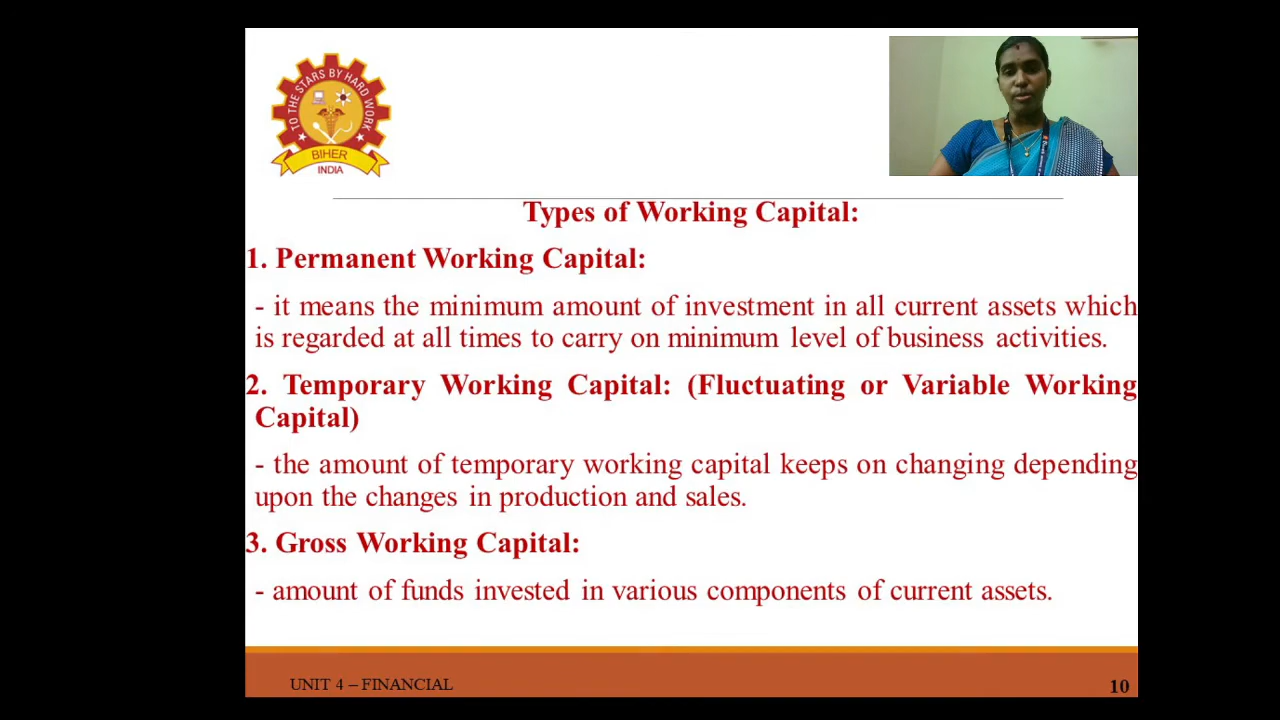 TO THE STARS BY HARD WORK
BIHER
INDIA
Types of Working Capital:
1. Permanent Working Capital:
- it means the minimum amount of investment in all current assets which
is regarded at all times to carry on minimum level of business activities.
2. Temporary Working Capital: (Fluctuating or Variable Working
Capital)
- the amount of temporary working capital keeps on changing depending
upon the changes in production and sales.
3. Gross Working Capital:
- amount of funds invested in various components of current assets.
UNIT 4 – FINANCIAL
10